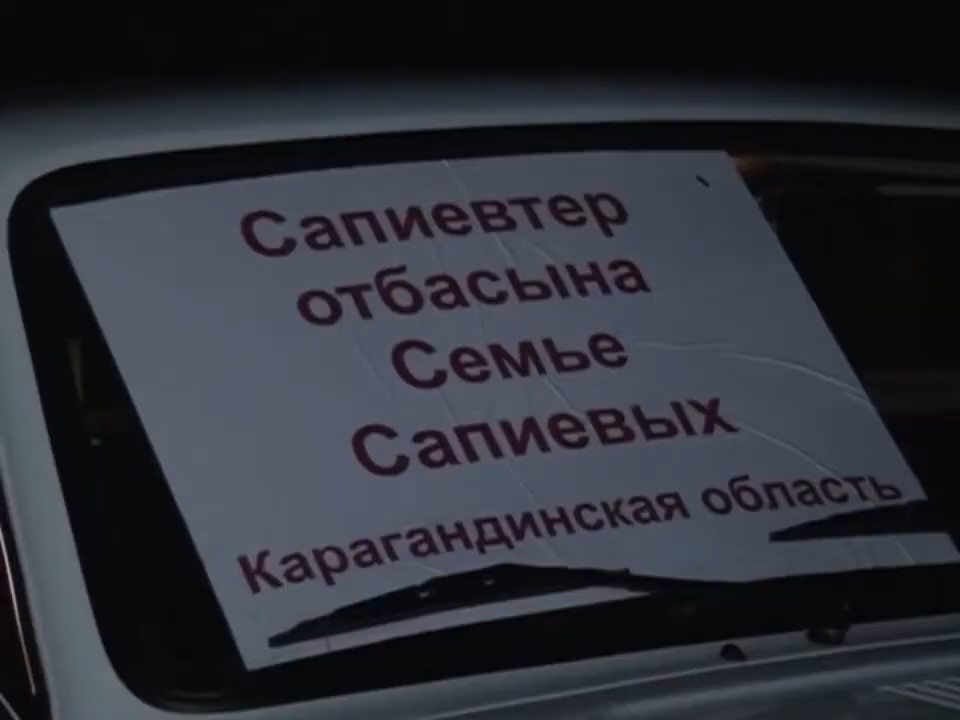 Сапиевтер
отбасына
Семье
Сапиевых
Карагандинская область